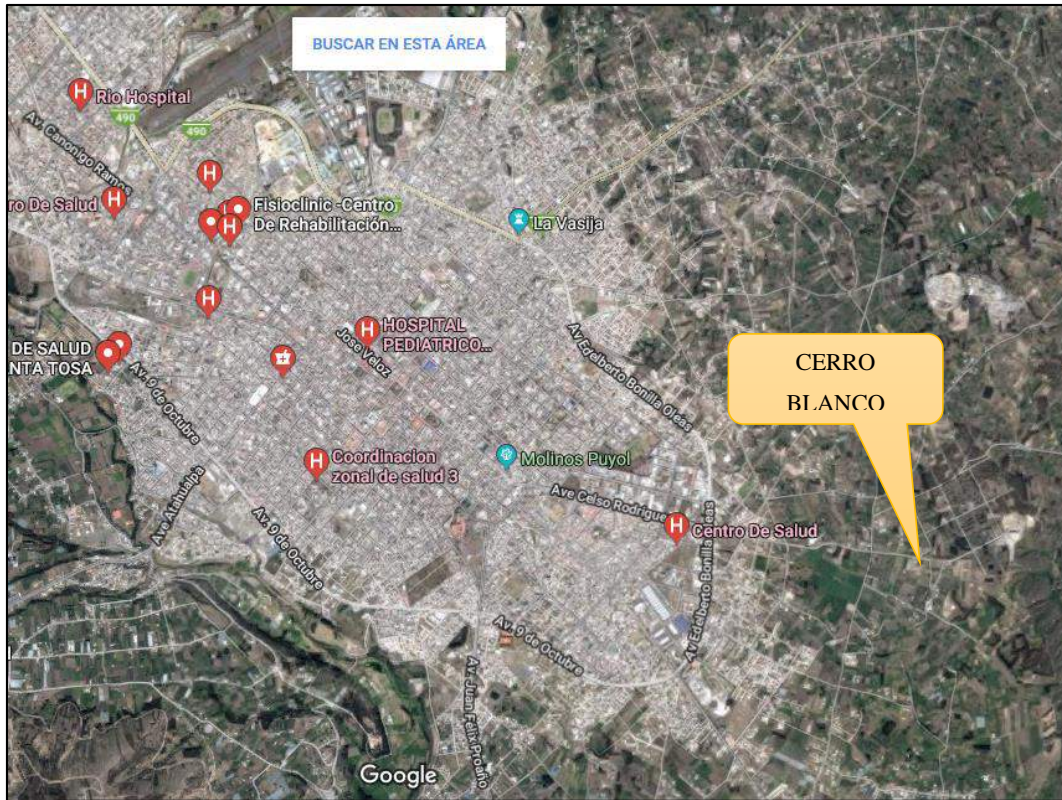 BUSCAR EN ESTA ÁREA
Rio Hospital
490
490
Av. Canonigo Ramos
ro De Salud
Fisioclinic -Centro
De Rehabilitación...
La Vasija
HOSPITAL
PEDIATRICO...
Jose Veloz
DE SALUD
NTA TOSA
Av. 9 de Octubre
Av Edelberto Bonilla Oleas
CERRO
BLANCO
Coordinacion
zonal de salud 3
Molinos Puyol
Ave Celso Rodrigue
Centro De Salud
Ave Atahualpa
Av. 9 de Octubre
Av Edelberto Bonilla Oleas
Av. 9 de Octubre
Av Juan Félix Proaño
Google